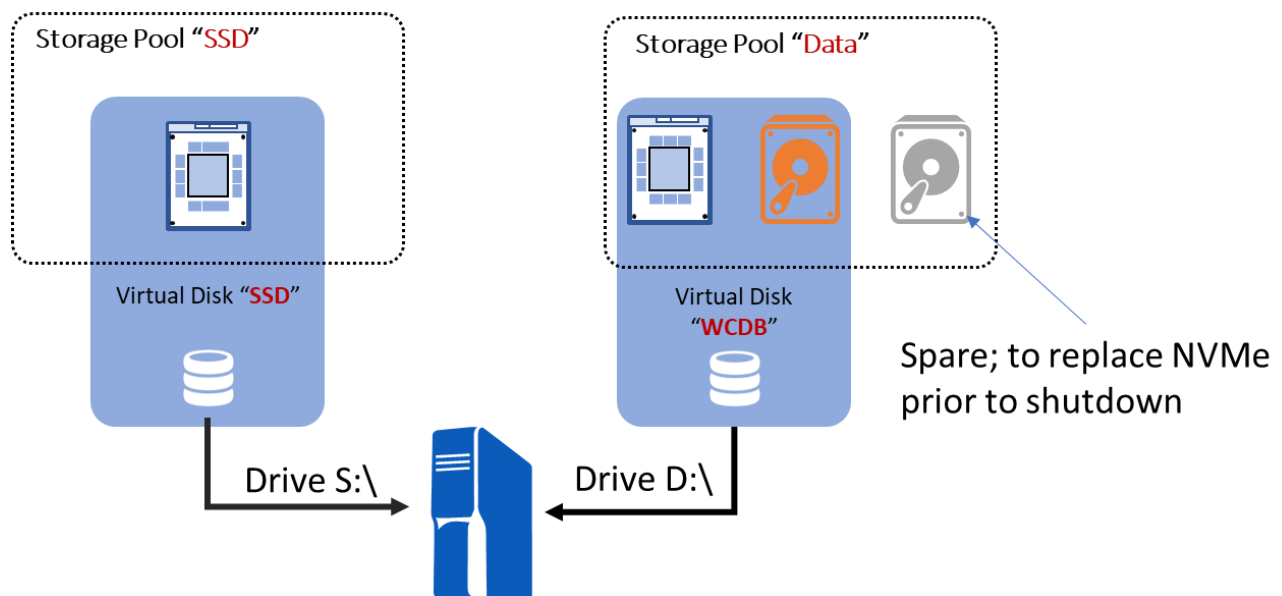 Storage Pool “SSD”
Storage Pool “Data”
Virtual Disk “SSD”
Virtual Disk
“WCDB”
Spare; to replace NVMe
prior to shutdown
Drive S:\
Drive D:\